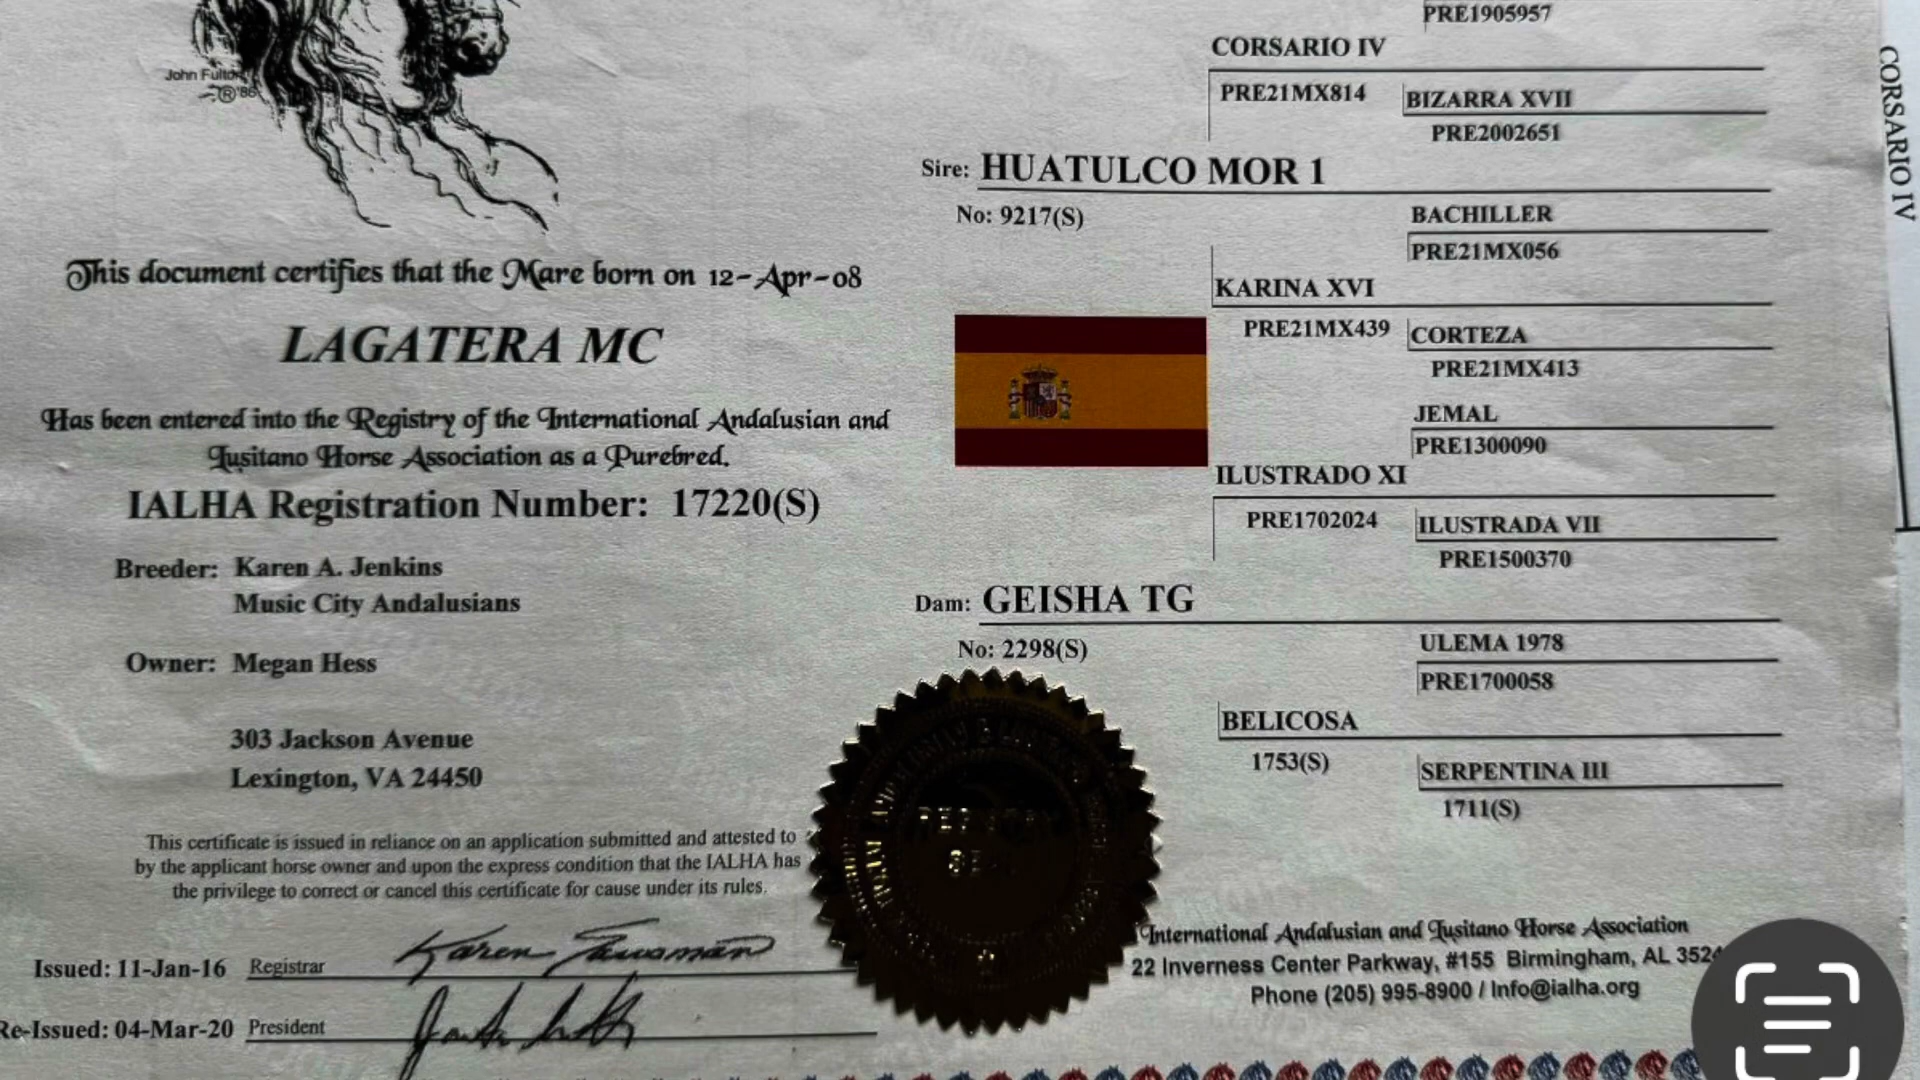 John Fulton
® '86
This document certifies that the Mare born on 12-Apr-08
LAGATERA MC
Has been entered into the Registry of the International Andalusian and
Lusitano Horse Association as a Purebred.
IALHA Registration Number: 17220(S)
Breeder: Karen A. Jenkins
Music City Andalusians
Owner: Megan Hess
303 Jackson Avenue
Lexington, VA 24450
This certificate is issued in reliance on an application submitted and attested to
by the applicant horse owner and upon the express condition that the IALHA has
the privilege to correct or cancel this certificate for cause under its rules.
Issued: 11-Jan-16 Registrar Karen
Re-Issued: 04-Mar-20 President
PRE1905957
CORSARIO IV
PRE21MX814
BIZARRA XVII
PRE2002651
Sire: HUATULCO MOR 1
No: 9217(S)
BACHILLER
PRE21MX056
KARINA XVI
PRE21MX439
CORTEZA
PRE21MX413
JEMAL
PRE1300090
ILUSTRADO XI
PRE1702024
ILUSTRADA VII
PRE1500370
Dam: GEISHA TG
No: 2298(S)
ULEMA 1978
PRE1700058
BELICOSA
1753(S)
SERPENTINA III
1711(S)
International Andalusian and Lusitano Horse Association
22 Inverness Center Parkway, #155 Birmingham, AL 3524
Phone (205) 995-8900 / Info@ialha.org
CORSARIO IV